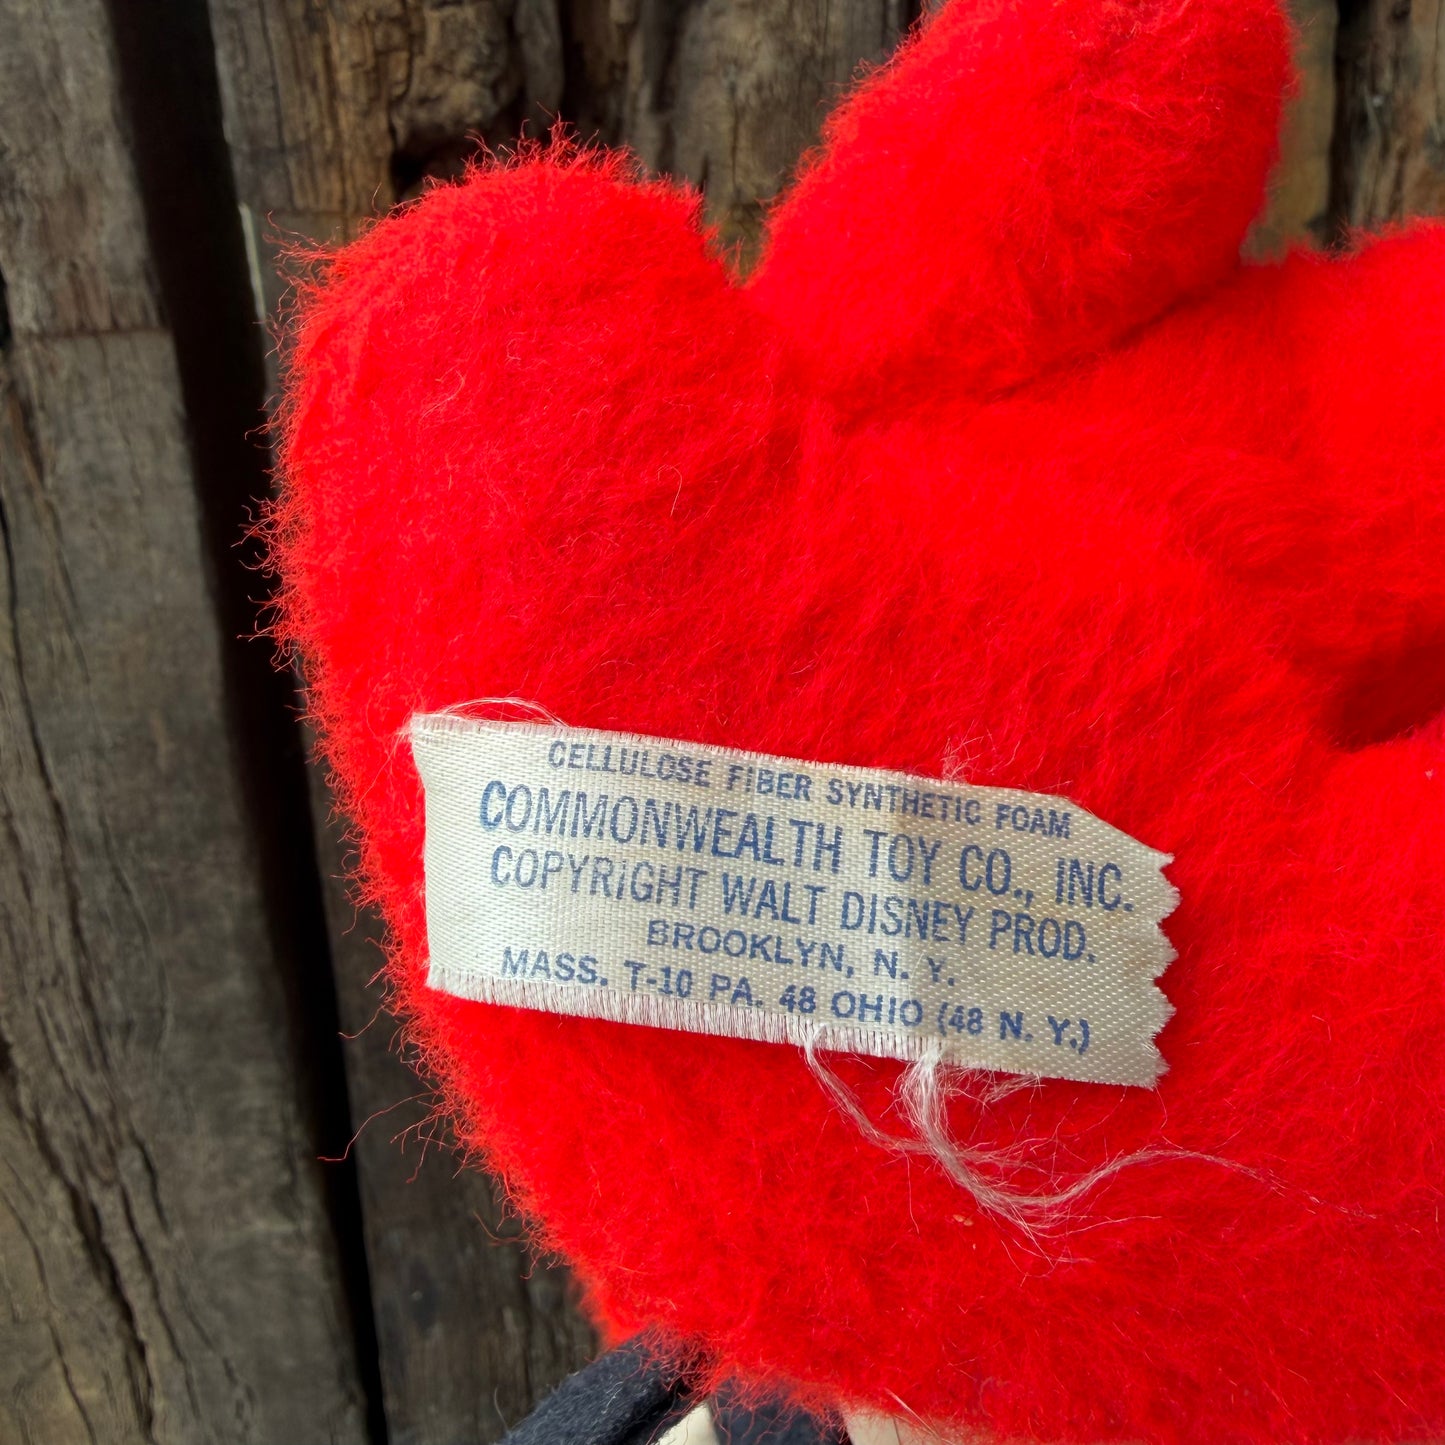 CELLULOSE FIBER SYNTHETIC FOAM
COMMONWEALTH TOY CO., INC.
COPYRIGHT WALT DISNEY PROD.
BROOKLYN, N. Y.
MASS. T-10 PA. 48 OHIO (48 N. Y.)